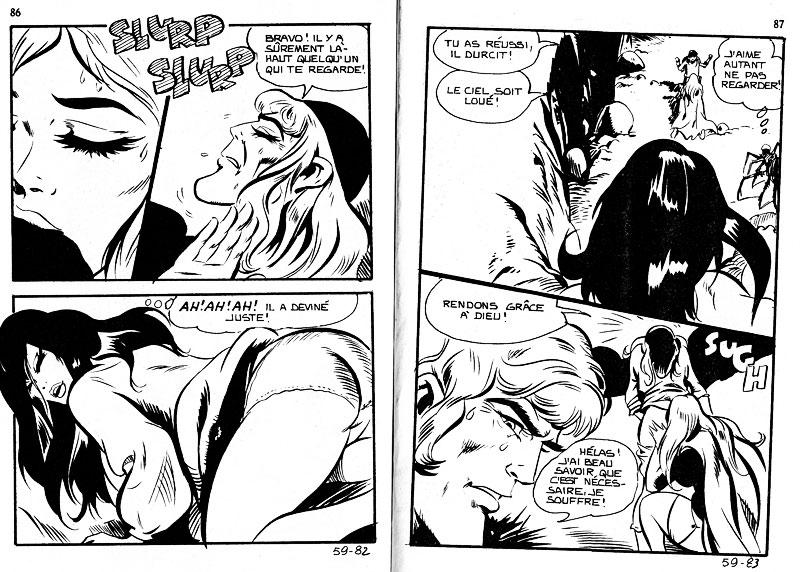 86
SLURP
SLURP
BRAVO! IL Y A
SÛREMENT LÀ-
HAUT QUELQU'UN
QUI TE REGARDE!
AH! AH! AH! IL A DEVINÉ
JUSTE!
59-82
87
TU AS RÉUSSI,
IL DURCIT!
LE CIEL SOIT
LOUÉ!
J'AIME
AUTANT
NE PAS
REGARDER!
RENDONS GRÂCE
À DIEU!
SUGH
HÉLAS!
J'AI BEAU
SAVOIR QUE
C'EST NÉCES-
SAIRE, JE
SOUFFRE!
59-83